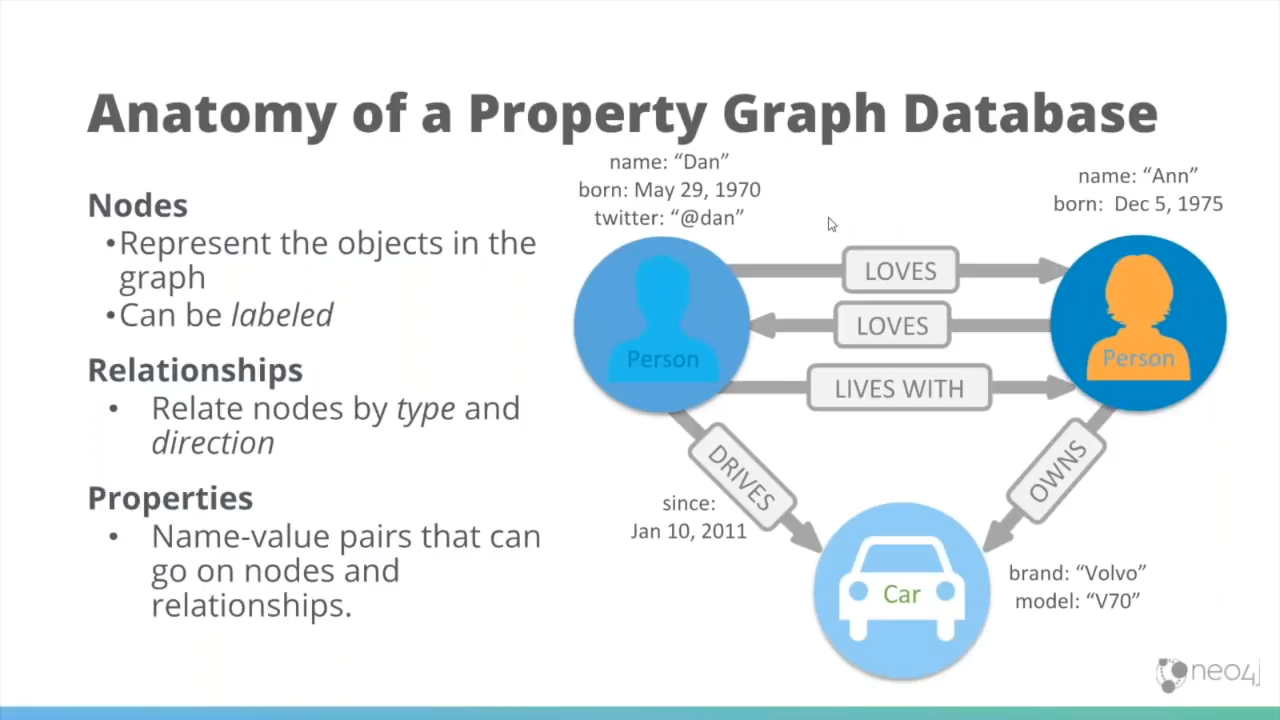 Anatomy of a Property Graph Database
Nodes
•Represent the objects in the
graph
•Can be labeled
Relationships
• Relate nodes by type and
direction
Properties
• Name-value pairs that can
go on nodes and
relationships.
name: “Dan”
born: May 29, 1970
twitter: “@dan”
name: “Ann”
born: Dec 5, 1975
LOVES
LOVES
Person
Person
LIVES WITH
DRIVES
OWNS
since:
Jan 10, 2011
Car
brand: “Volvo”
model: “V70”
neo4j